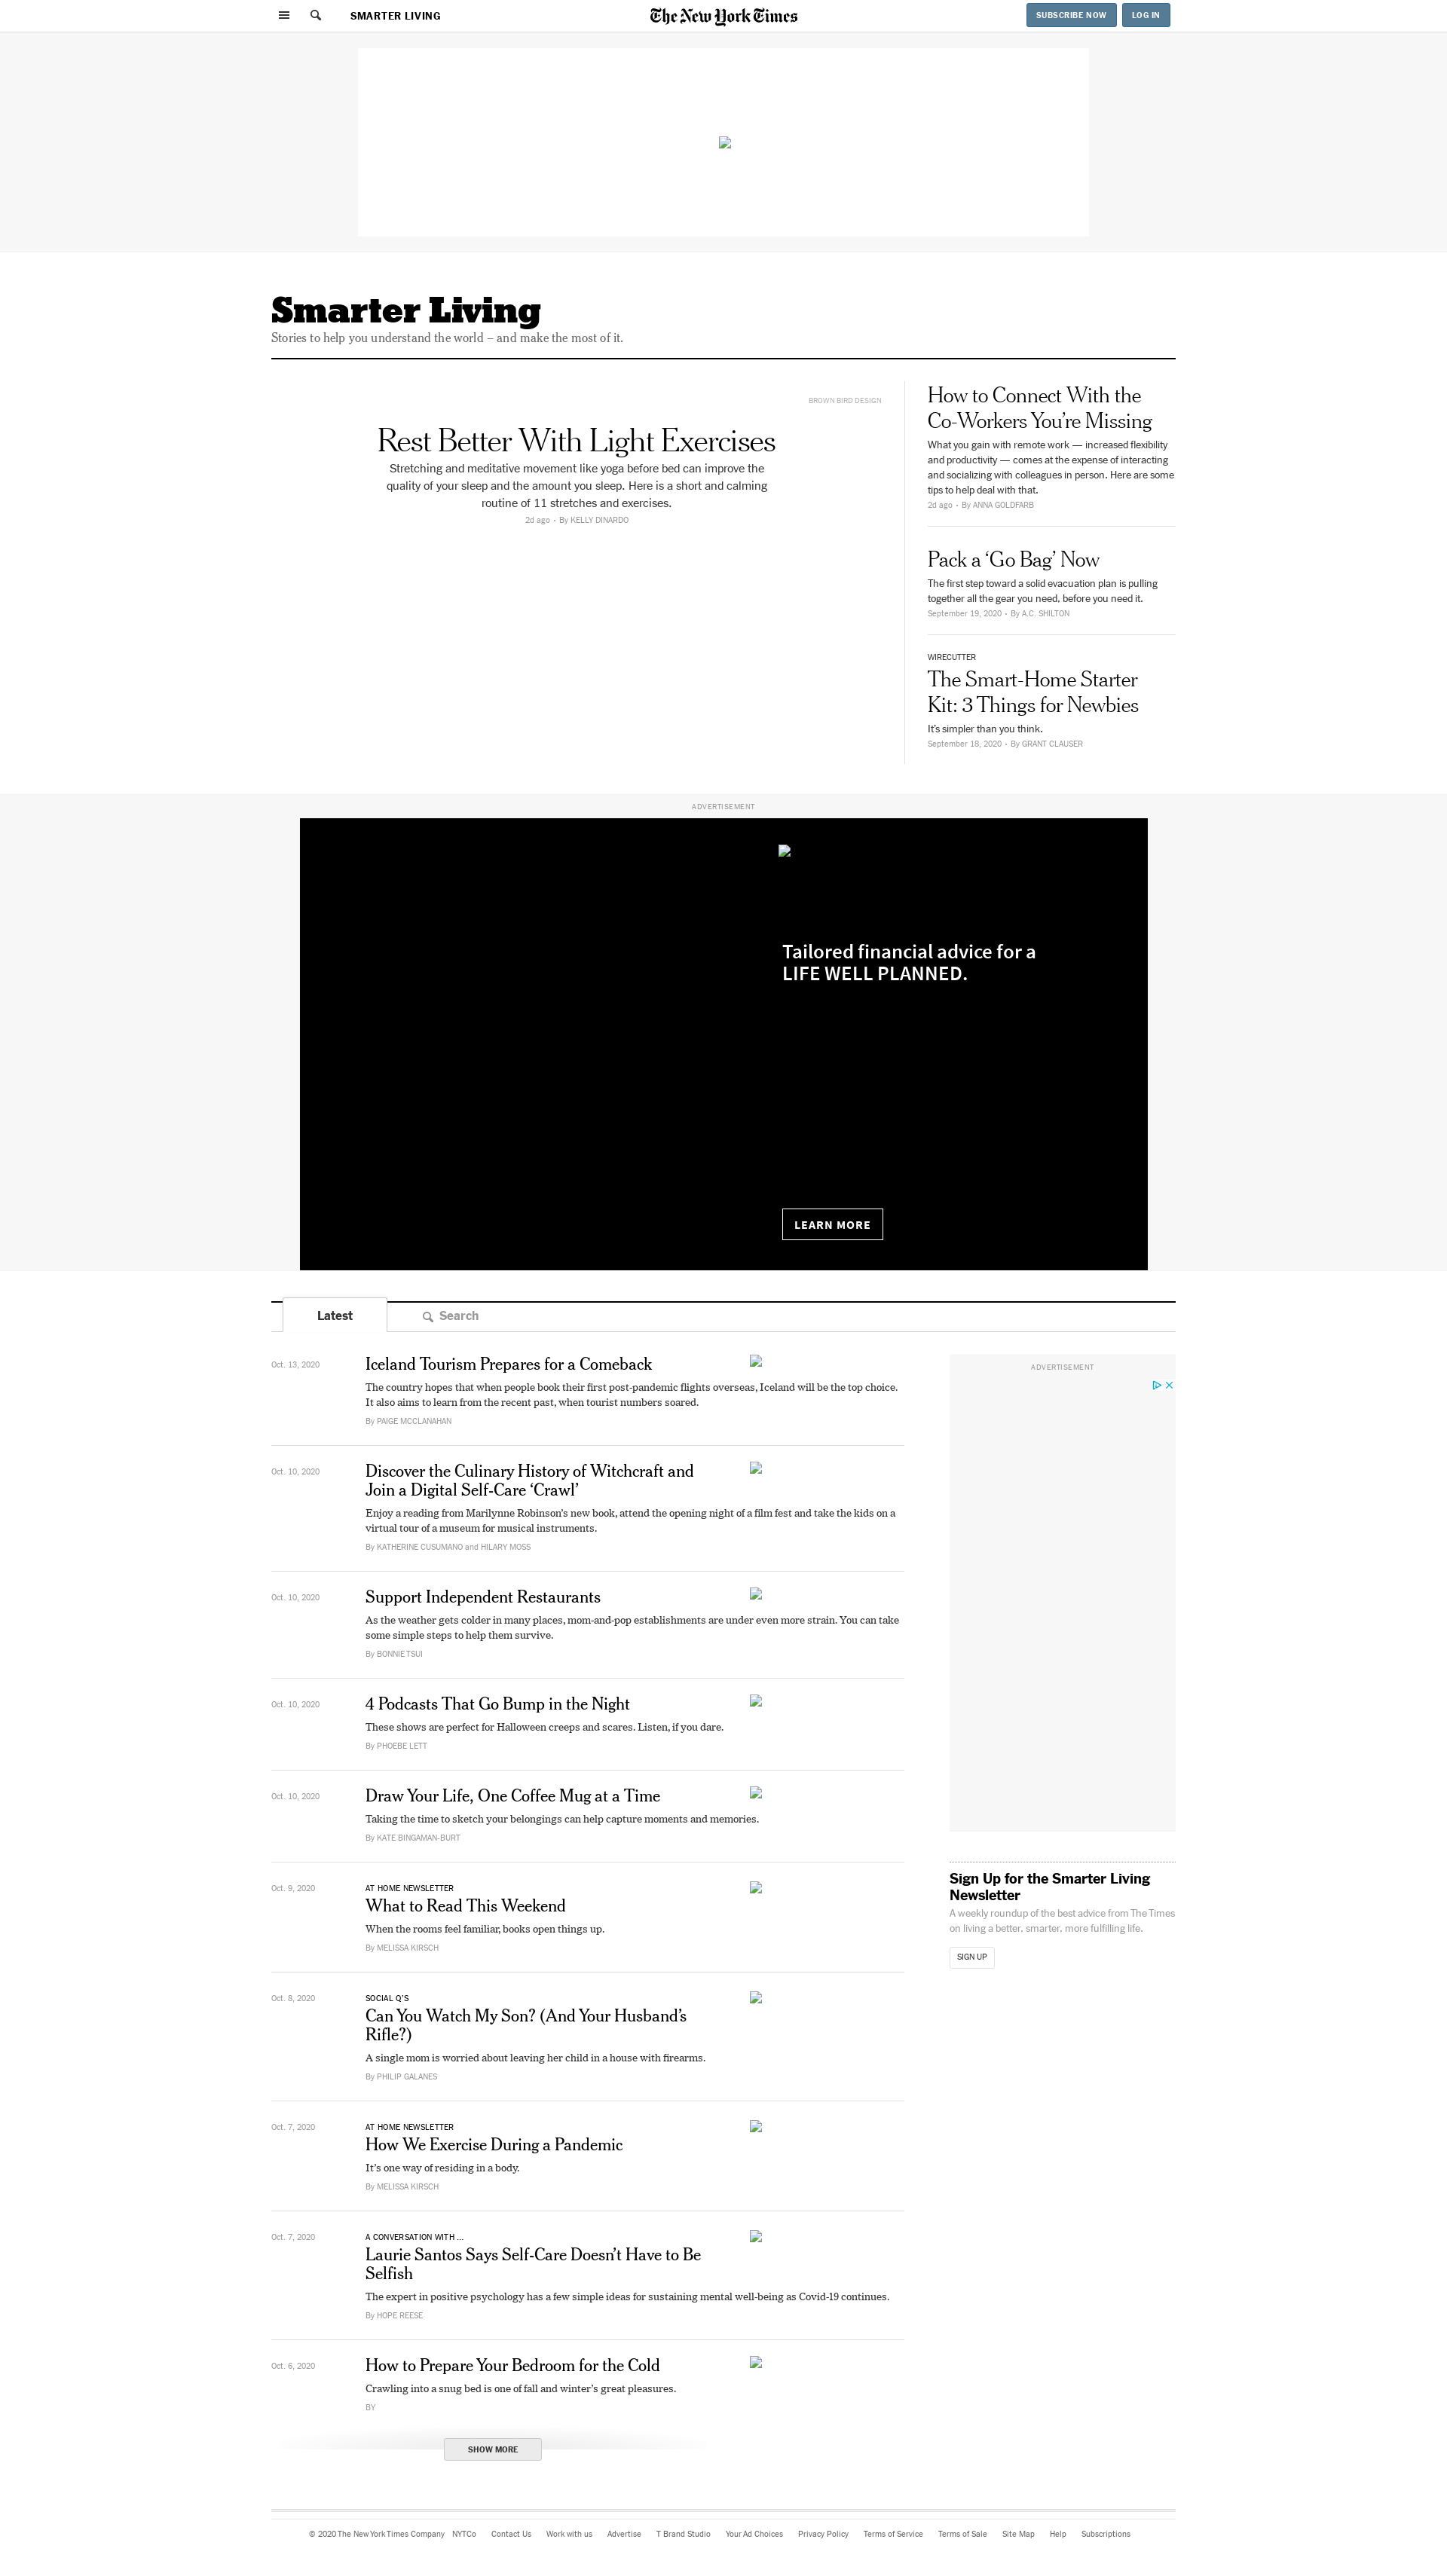 SMARTER LIVING
The New York Times
SUBSCRIBE NOW
LOG IN
Smarter Living
Stories to help you understand the world – and make the most of it.
BROWN BIRD DESIGN
Rest Better With Light Exercises
Stretching and meditative movement like yoga before bed can improve the
quality of your sleep and the amount you sleep. Here is a short and calming
routine of 11 stretches and exercises.
2d ago • By KELLY DINARDO
How to Connect With the
Co-Workers You’re Missing
What you gain with remote work — increased flexibility
and productivity — comes at the expense of interacting
and socializing with colleagues in person. Here are some
tips to help deal with that.
2d ago • By ANNA GOLDFARB
Pack a ‘Go Bag’ Now
The first step toward a solid evacuation plan is pulling
together all the gear you need, before you need it.
September 19, 2020 • By A.C. SHILTON
WIRECUTTER
The Smart-Home Starter
Kit: 3 Things for Newbies
It’s simpler than you think.
September 18, 2020 • By GRANT CLAUSER
ADVERTISEMENT
Tailored financial advice for a
LIFE WELL PLANNED.
LEARN MORE
Latest
Search
Oct. 13, 2020
Iceland Tourism Prepares for a Comeback
The country hopes that when people book their first post-pandemic flights overseas, Iceland will be the top choice.
It also aims to learn from the recent past, when tourist numbers soared.
By PAIGE MCCLANAHAN
Oct. 10, 2020
Discover the Culinary History of Witchcraft and
Join a Digital Self-Care ‘Crawl’
Enjoy a reading from Marilynne Robinson’s new book, attend the opening night of a film fest and take the kids on a
virtual tour of a museum for musical instruments.
By KATHERINE CUSUMANO and HILARY MOSS
Oct. 10, 2020
Support Independent Restaurants
As the weather gets colder in many places, mom-and-pop establishments are under even more strain. You can take
some simple steps to help them survive.
By BONNIE TSUI
Oct. 10, 2020
4 Podcasts That Go Bump in the Night
These shows are perfect for Halloween creeps and scares. Listen, if you dare.
By PHOEBE LETT
Oct. 10, 2020
Draw Your Life, One Coffee Mug at a Time
Taking the time to sketch your belongings can help capture moments and memories.
By KATE BINGAMAN-BURT
Oct. 9, 2020
AT HOME NEWSLETTER
What to Read This Weekend
When the rooms feel familiar, books open things up.
By MELISSA KIRSCH
Oct. 8, 2020
SOCIAL Q’S
Can You Watch My Son? (And Your Husband’s
Rifle?)
A single mom is worried about leaving her child in a house with firearms.
By PHILIP GALANES
Oct. 7, 2020
AT HOME NEWSLETTER
How We Exercise During a Pandemic
It’s one way of residing in a body.
By MELISSA KIRSCH
Oct. 7, 2020
A CONVERSATION WITH ...
Laurie Santos Says Self-Care Doesn’t Have to Be
Selfish
The expert in positive psychology has a few simple ideas for sustaining mental well-being as Covid-19 continues.
By HOPE REESE
Oct. 6, 2020
How to Prepare Your Bedroom for the Cold
Crawling into a snug bed is one of fall and winter’s great pleasures.
BY
SHOW MORE
ADVERTISEMENT
Sign Up for the Smarter Living
Newsletter
A weekly roundup of the best advice from The Times
on living a better, smarter, more fulfilling life.
SIGN UP
© 2020 The New York Times Company NYTCo Contact Us Work with us Advertise T Brand Studio Your Ad Choices Privacy Policy Terms of Service Terms of Sale Site Map Help Subscriptions